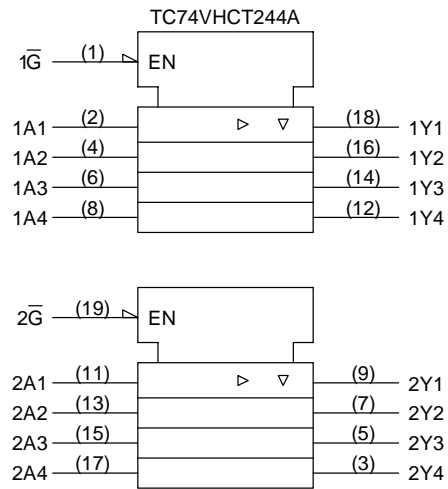 TC74VHCT244A
1G̅ (1) EN
1A1 (2) (18) 1Y1
1A2 (4) (16) 1Y2
1A3 (6) (14) 1Y3
1A4 (8) (12) 1Y4
2G̅ (19) EN
2A1 (11) (9) 2Y1
2A2 (13) (7) 2Y2
2A3 (15) (5) 2Y3
2A4 (17) (3) 2Y4